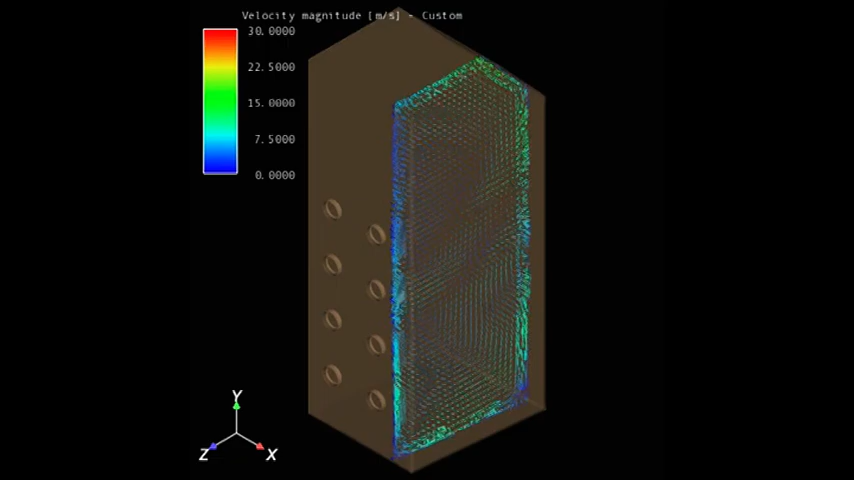 Velocity magnitude [m/s] - Custom
30.0000
22.5000
15.0000
7.5000
0.0000
Y
Z
X